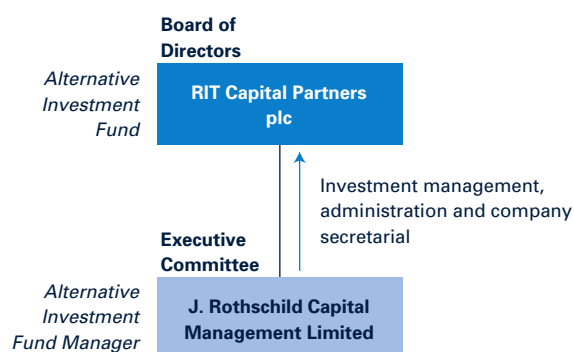 Board of
Directors
Alternative
Investment
Fund
RIT Capital Partners
plc
Investment management,
administration and company
secretarial
Executive
Committee
Alternative
Investment
Fund Manager
J. Rothschild Capital
Management Limited